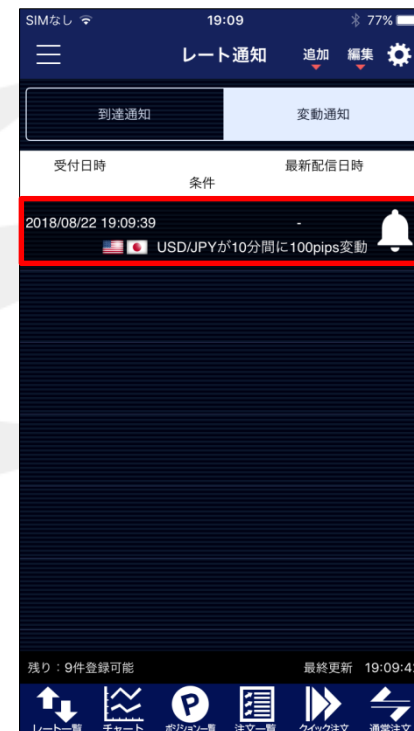 SIMなし 19:09 77%
レート通知 追加 編集
到達通知 変動通知
受付日時 最新配信日時
条件
2018/08/22 19:09:39 -
USD/JPYが10分間に100pips変動
残り：9件登録可能 最終更新 19:09:42
P
レート一覧 チャート ポジション一覧 注文一覧 クイック注文 通常注文